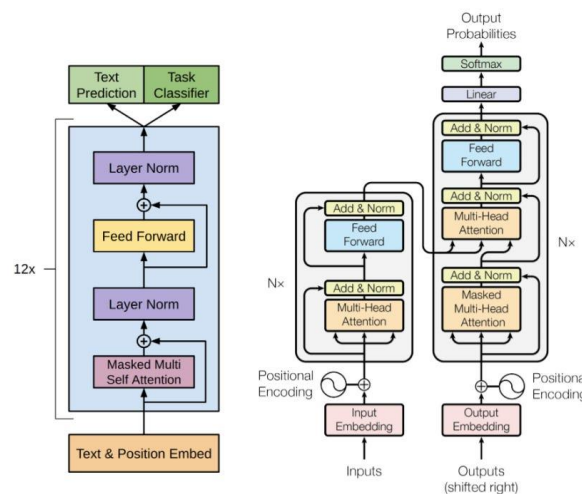 Text
Prediction
Task
Classifier
Layer Norm
Feed Forward
12x
Layer Norm
Masked Multi
Self Attention
Text & Position Embed
Output
Probabilities
Softmax
Linear
Add & Norm
Feed
Forward
Add & Norm
Multi-Head
Attention
Add & Norm
Masked
Multi-Head
Attention
N×
Add & Norm
Feed
Forward
Add & Norm
Multi-Head
Attention
N×
Positional
Encoding
Input
Embedding
Inputs
Positional
Encoding
Output
Embedding
Outputs
(shifted right)